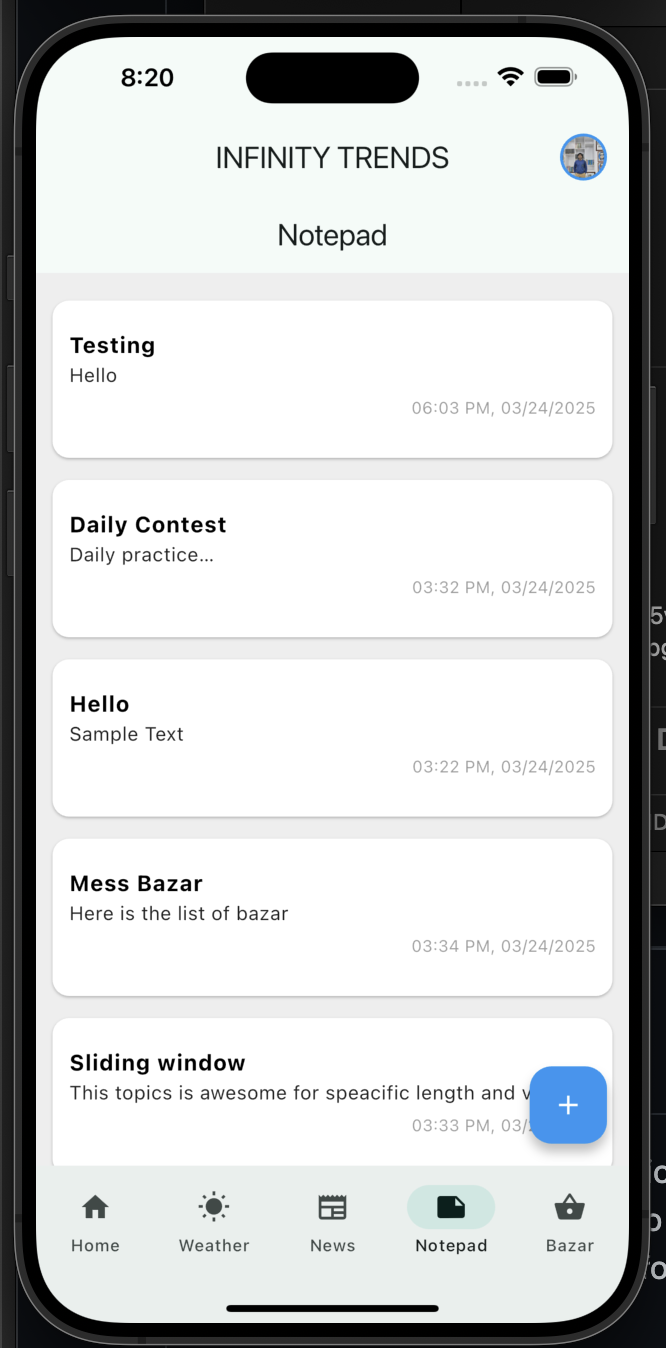 8:20
INFINITY TRENDS
Notepad
Testing
Hello
06:03 PM, 03/24/2025
Daily Contest
Daily practice...
03:32 PM, 03/24/2025
Hello
Sample Text
03:22 PM, 03/24/2025
Mess Bazar
Here is the list of bazar
03:34 PM, 03/24/2025
Sliding window
This topics is awesome for speacific length and
03:33 PM, 03/
+
Home
Weather
News
Notepad
Bazar